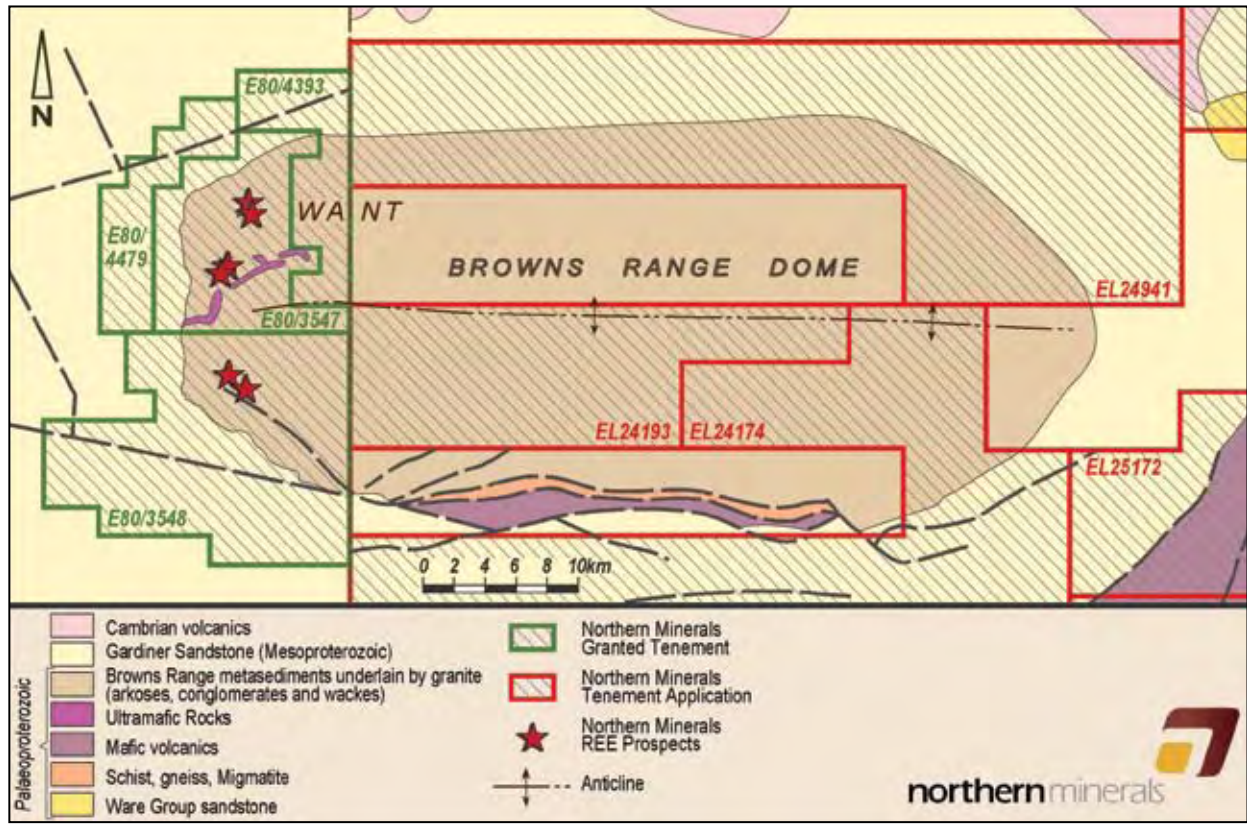 N
E80/4393
E80/
4479
WA NT
BROWNS RANGE DOME
E80/3547
EL24941
EL24193 EL24174
EL25172
E80/3548
0 2 4 6 8 10km
Palaeoproterozoic
Cambrian volcanics
Gardiner Sandstone (Mesoproterozoic)
Browns Range metasediments underlain by granite
(arkoses, conglomerates and wackes)
Ultramafic Rocks
Mafic volcanics
Schist, gneiss, Migmatite
Ware Group sandstone
Northern Minerals
Granted Tenement
Northern Minerals
Tenement Application
Northern Minerals
REE Prospects
Anticline
northernminerals